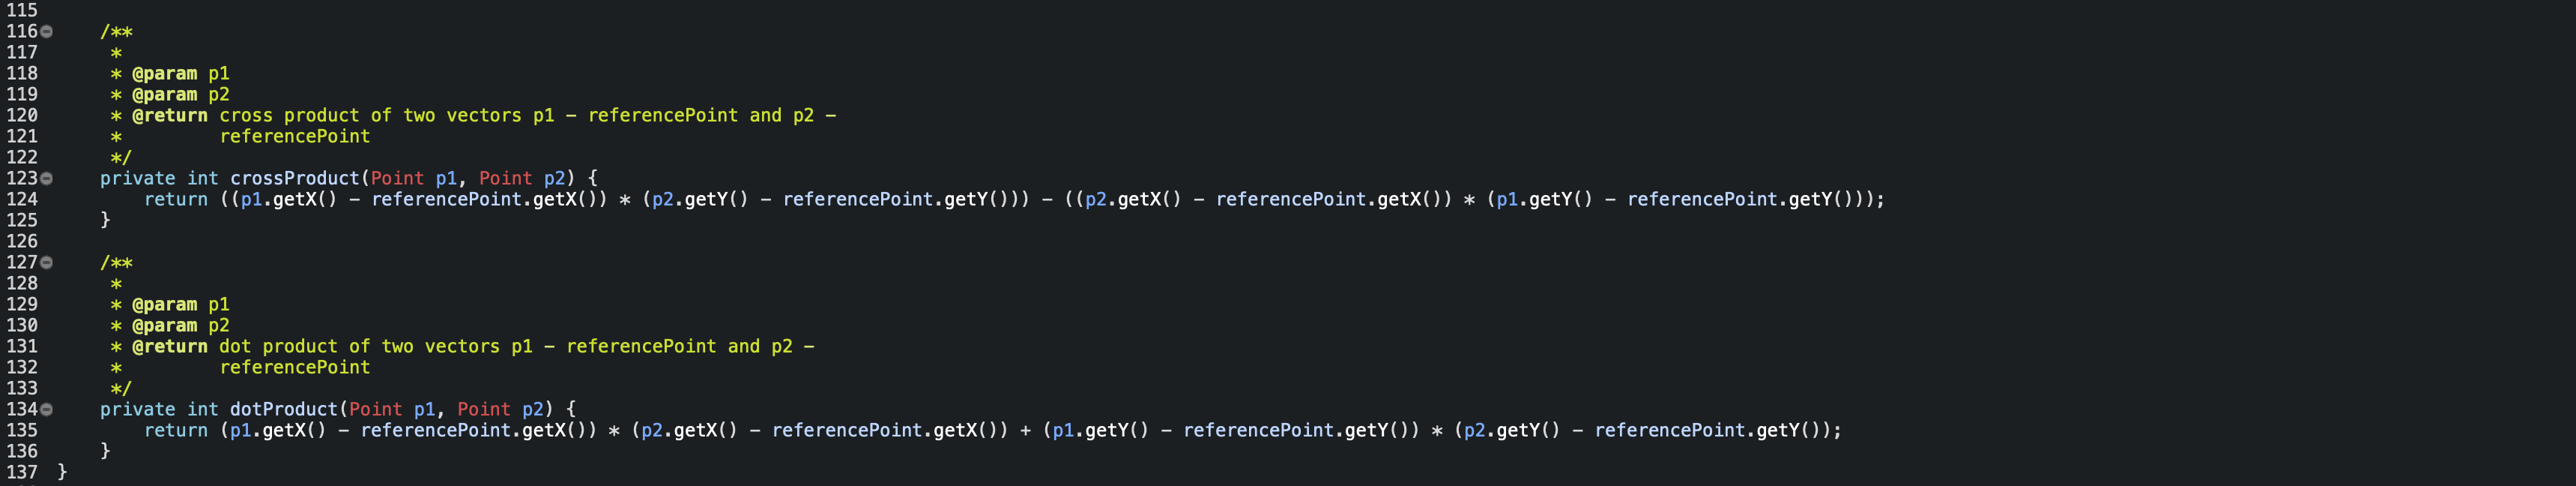 115
116    /**
117     *
118     * @param p1
119     * @param p2
120     * @return cross product of two vectors p1 - referencePoint and p2 -
121     *         referencePoint
122     */
123    private int crossProduct(Point p1, Point p2) {
124        return ((p1.getX() - referencePoint.getX()) * (p2.getY() - referencePoint.getY())) - ((p2.getX() - referencePoint.getX()) * (p1.getY() - referencePoint.getY()));
125    }
126
127    /**
128     *
129     * @param p1
130     * @param p2
131     * @return dot product of two vectors p1 - referencePoint and p2 -
132     *         referencePoint
133     */
134    private int dotProduct(Point p1, Point p2) {
135        return (p1.getX() - referencePoint.getX()) * (p2.getX() - referencePoint.getX()) + (p1.getY() - referencePoint.getY()) * (p2.getY() - referencePoint.getY());
136    }
137 }